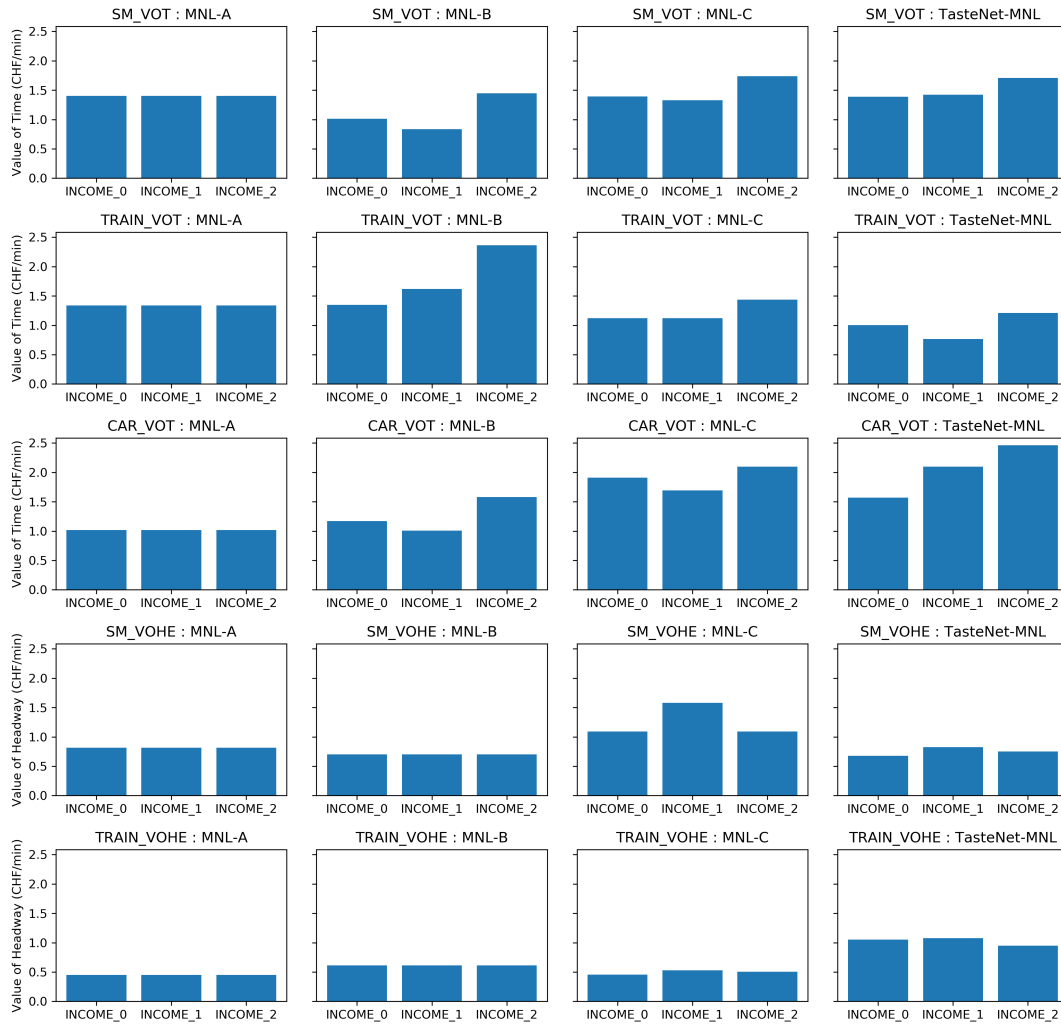 SM_VOT : MNL-A SM_VOT : MNL-B SM_VOT : MNL-C SM_VOT : TasteNet-MNL
Value of Time (CHF/min)
2.5
2.0
1.5
1.0
0.5
0.0
INCOME_0 INCOME_1 INCOME_2 INCOME_0 INCOME_1 INCOME_2 INCOME_0 INCOME_1 INCOME_2 INCOME_0 INCOME_1 INCOME_2
TRAIN_VOT : MNL-A TRAIN_VOT : MNL-B TRAIN_VOT : MNL-C TRAIN_VOT : TasteNet-MNL
Value of Time (CHF/min)
2.5
2.0
1.5
1.0
0.5
0.0
INCOME_0 INCOME_1 INCOME_2 INCOME_0 INCOME_1 INCOME_2 INCOME_0 INCOME_1 INCOME_2 INCOME_0 INCOME_1 INCOME_2
CAR_VOT : MNL-A CAR_VOT : MNL-B CAR_VOT : MNL-C CAR_VOT : TasteNet-MNL
Value of Time (CHF/min)
2.5
2.0
1.5
1.0
0.5
0.0
INCOME_0 INCOME_1 INCOME_2 INCOME_0 INCOME_1 INCOME_2 INCOME_0 INCOME_1 INCOME_2 INCOME_0 INCOME_1 INCOME_2
SM_VOHE : MNL-A SM_VOHE : MNL-B SM_VOHE : MNL-C SM_VOHE : TasteNet-MNL
Value of Headway (CHF/min)
2.5
2.0
1.5
1.0
0.5
0.0
INCOME_0 INCOME_1 INCOME_2 INCOME_0 INCOME_1 INCOME_2 INCOME_0 INCOME_1 INCOME_2 INCOME_0 INCOME_1 INCOME_2
TRAIN_VOHE : MNL-A TRAIN_VOHE : MNL-B TRAIN_VOHE : MNL-C TRAIN_VOHE : TasteNet-MNL
Value of Headway (CHF/min)
2.5
2.0
1.5
1.0
0.5
0.0
INCOME_0 INCOME_1 INCOME_2 INCOME_0 INCOME_1 INCOME_2 INCOME_0 INCOME_1 INCOME_2 INCOME_0 INCOME_1 INCOME_2